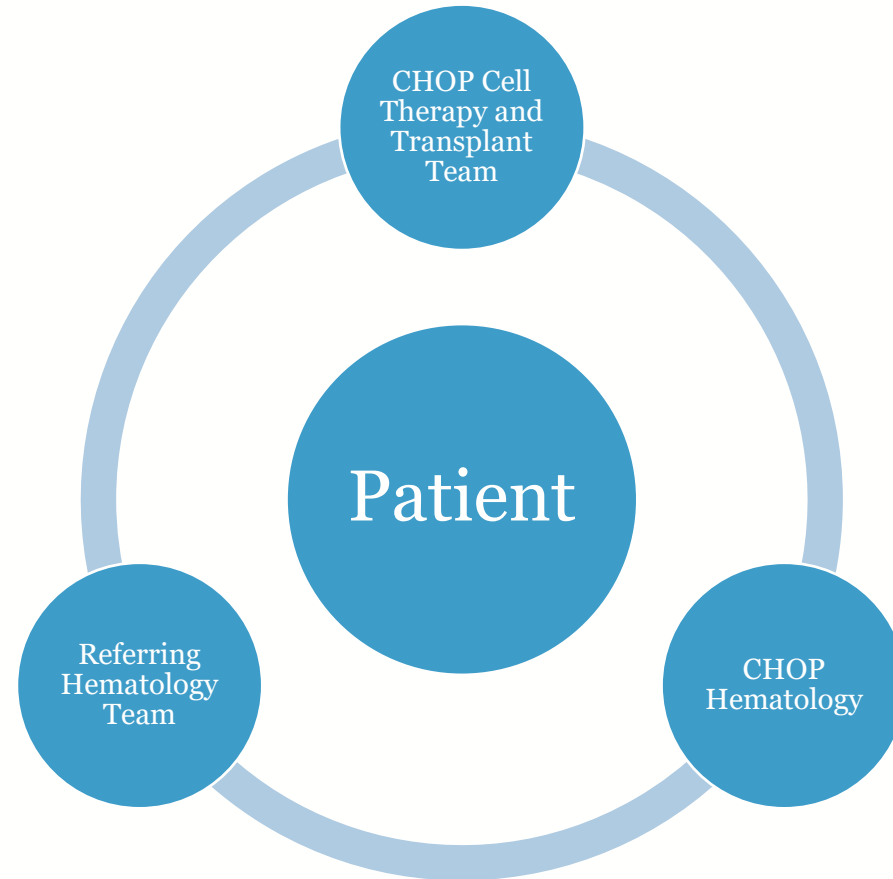 CHOP Cell
Therapy and
Transplant
Team
Patient
Referring
Hematology
Team
CHOP
Hematology